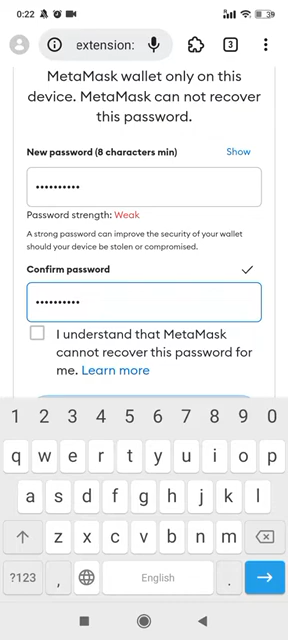 0:22
39
extension:
3
MetaMask wallet only on this
device. MetaMask can not recover
this password.
New password (8 characters min)
Show
••••••••••
Password strength: Weak
A strong password can improve the security of your wallet
should your device be stolen or compromised.
Confirm password
••••••••••
I understand that MetaMask
cannot recover this password for
me. Learn more
1 2 3 4 5 6 7 8 9 0
q w e r t y u i o p
a s d f g h j k l
z x c v b n m
?123 , English .